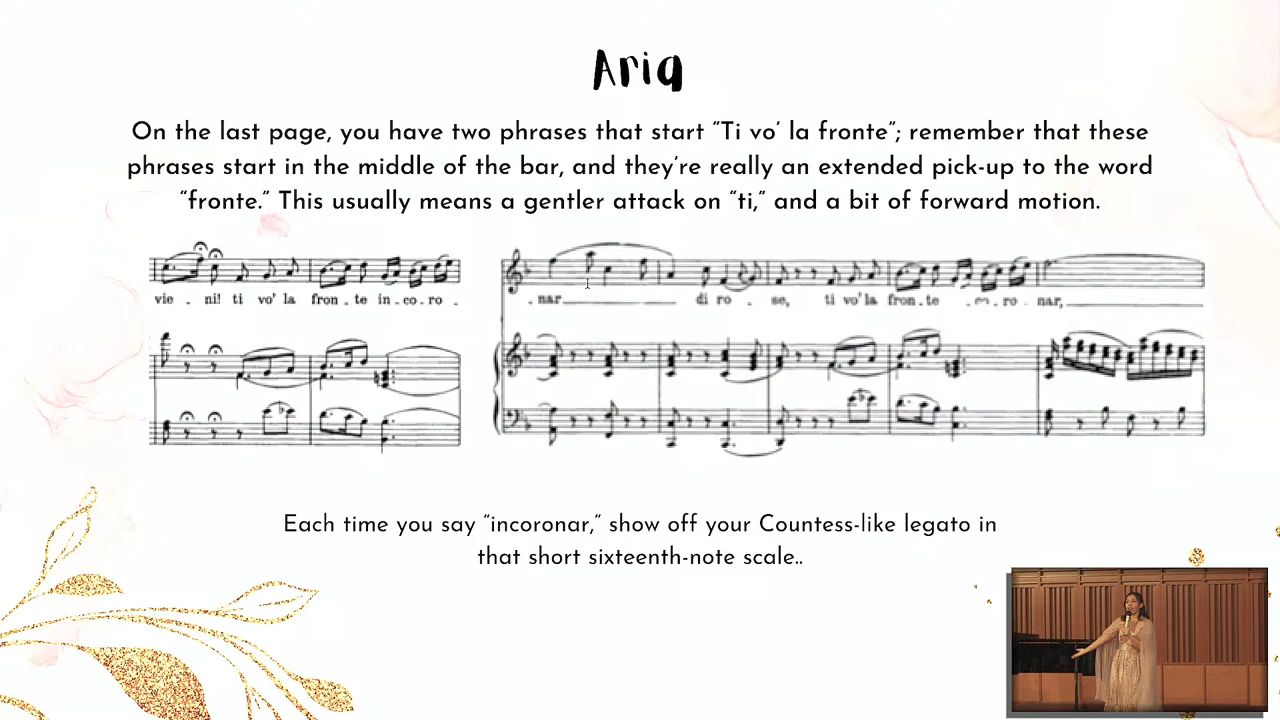 Aria
On the last page, you have two phrases that start “Ti vo’ la fronte”; remember that these
phrases start in the middle of the bar, and they’re really an extended pick-up to the word
“fronte.” This usually means a gentler attack on “ti,” and a bit of forward motion.
vie - ni! ti vo' la fron - te in - co - ro -
- nar di ro - se, ti vo' la fron - te ro - nar,
Each time you say “incoronar,” show off your Countess-like legato in
that short sixteenth-note scale..